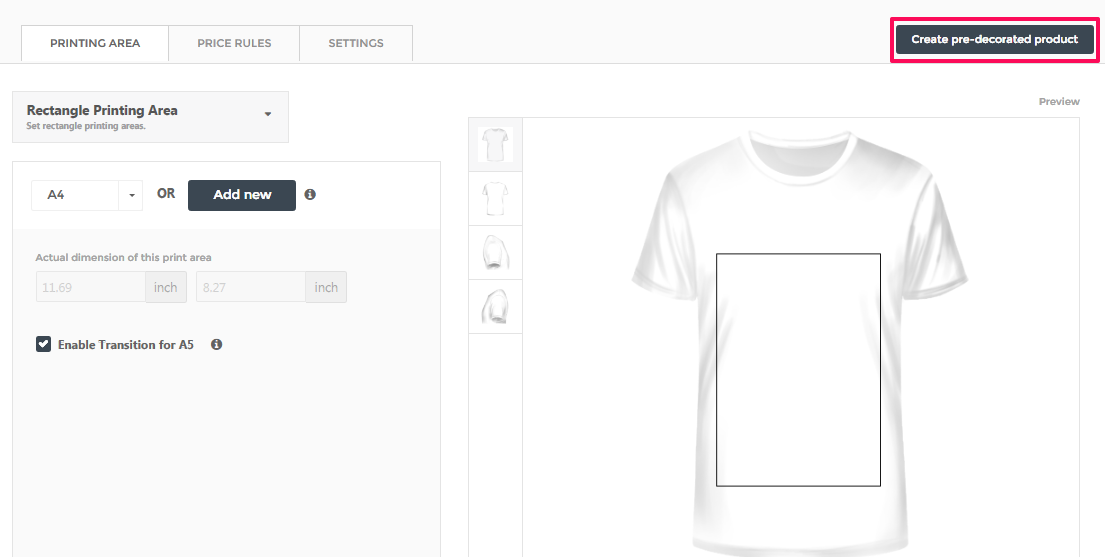 PRINTING AREA
PRICE RULES
SETTINGS
Create pre-decorated product
Rectangle Printing Area
Set rectangle printing areas.
Preview
A4
OR
Add new
Actual dimension of this print area
11.69 inch
8.27 inch
Enable Transition for A5